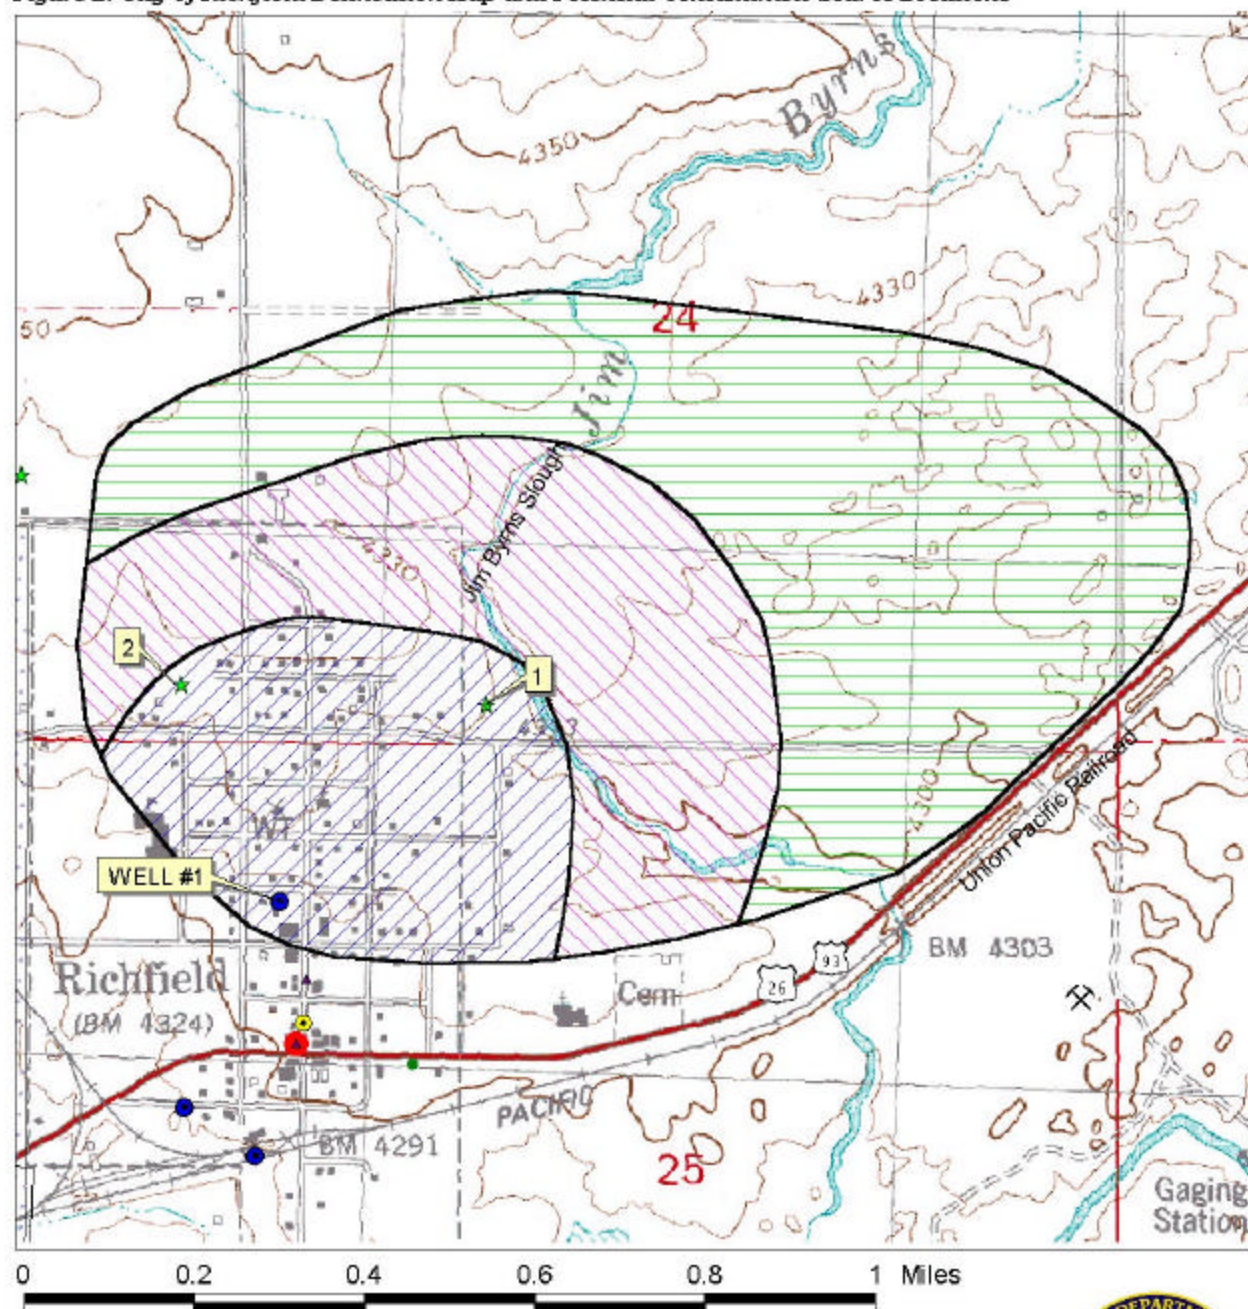 Byrns
4350
4330
24
50
Jim
Jim Byrns Slough
4330
2
1
WT
4300
WELL #1
Union Pacific Railroad
Richfield
(BM 4324)
BM 4303
93
26
Cem
PACIFIC
BM 4291
25
Gaging
Station
0 0.2 0.4 0.6 0.8 1 Miles